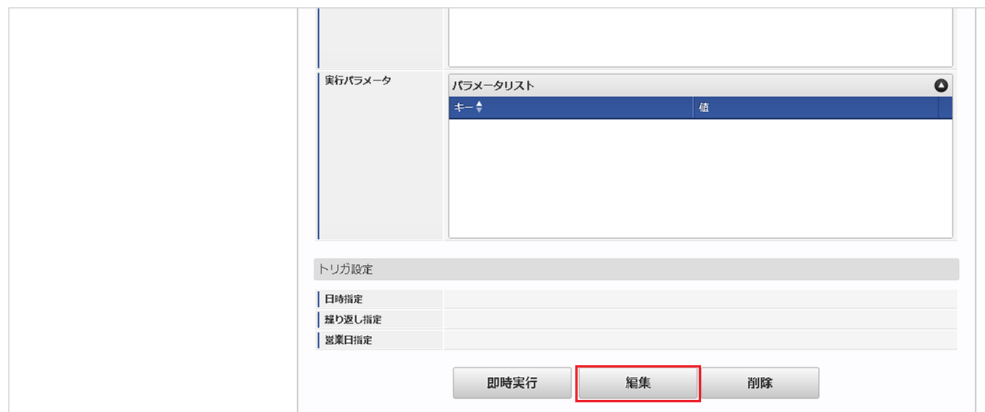 実行パラメータ
パラメータリスト
キー 値
トリガ設定
日時指定
繰り返し指定
営業日指定
即時実行 編集 削除